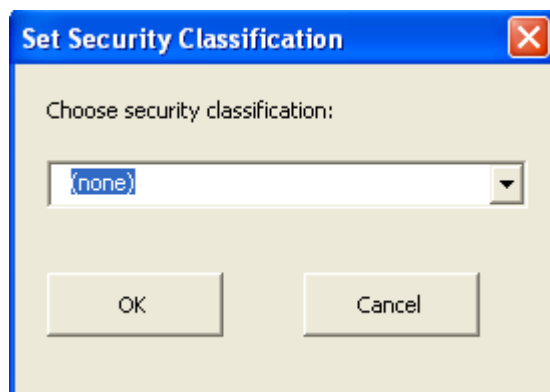 Set Security Classification
Choose security classification:
(none)
OK
Cancel